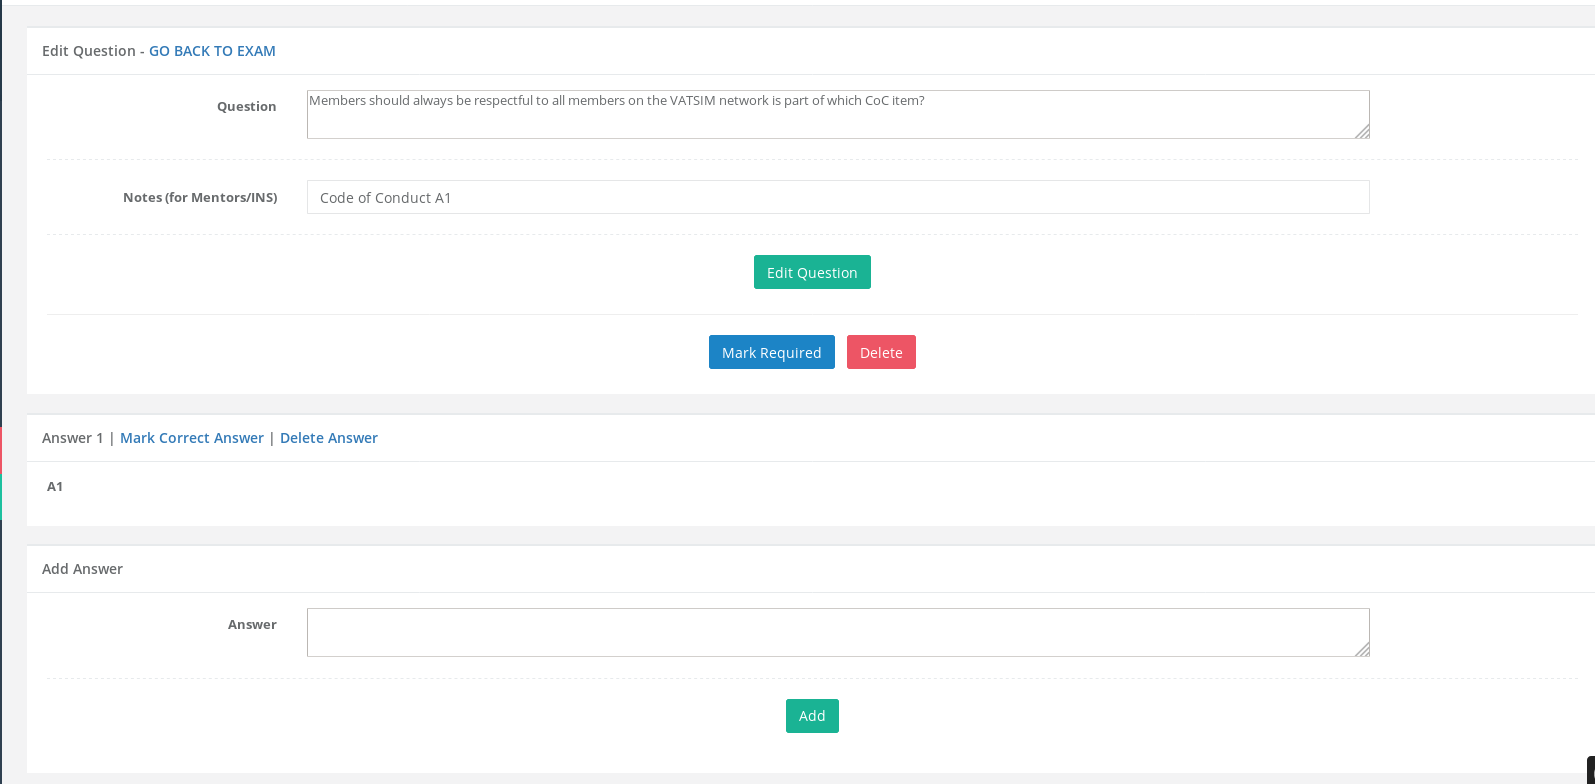 Edit Question - GO BACK TO EXAM
Question
Members should always be respectful to all members on the VATSIM network is part of which CoC item?
Notes (for Mentors/INS)
Code of Conduct A1
Edit Question
Mark Required
Delete
Answer 1 | Mark Correct Answer | Delete Answer
A1
Add Answer
Answer
Add